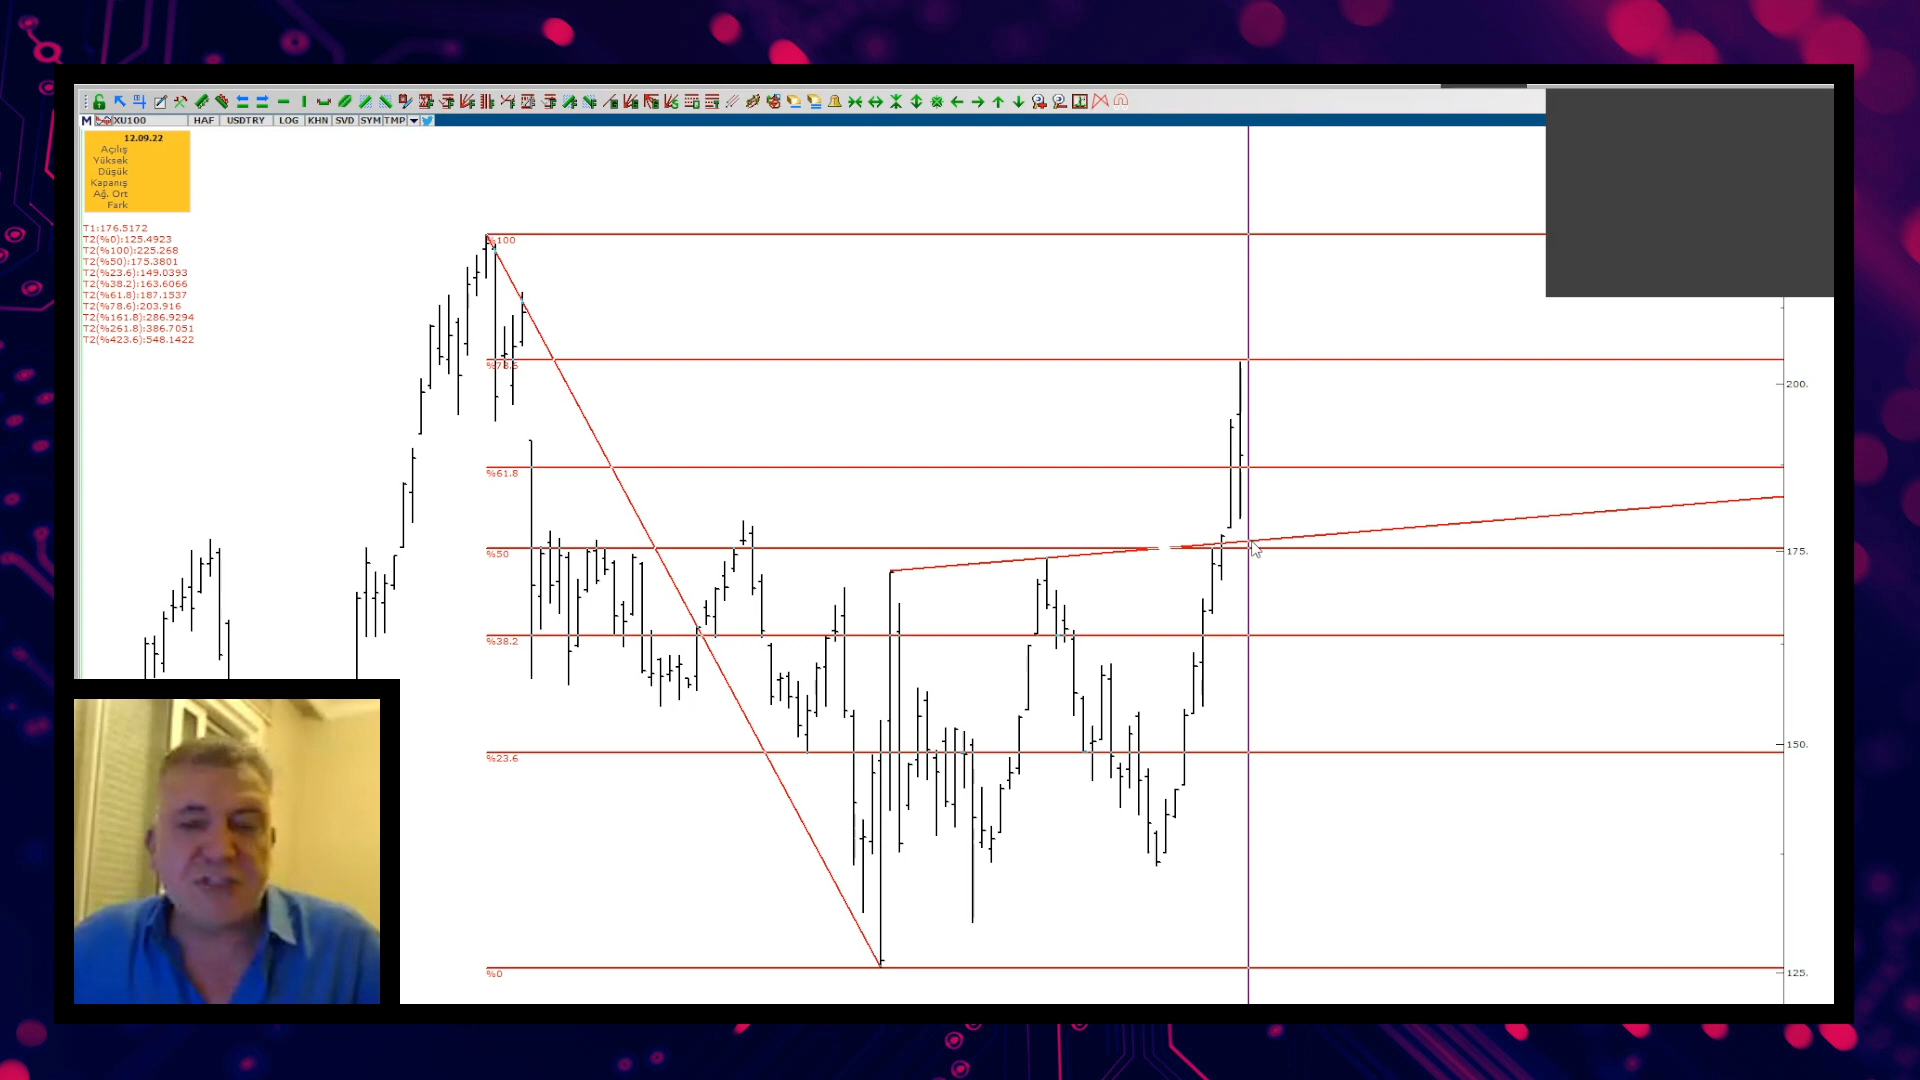 M XU100 HAF USDTRY LOG KHN SVD SYM TMP
12.09.22
Açılış
Yüksek
Düşük
Kapanış
Ağ. Ort
Fark
T1:176.5172
T2(%0):125.4923
T2(%100):225.268
T2(%50):175.3801
T2(%23.6):149.0393
T2(%38.2):163.6066
T2(%61.8):187.1537
T2(%78.6):203.916
T2(%161.8):286.9294
T2(%261.8):386.7051
T2(%423.6):548.1422
%100
%78.6
200.
%61.8
%50
175.
%38.2
150.
%23.6
%0
125.